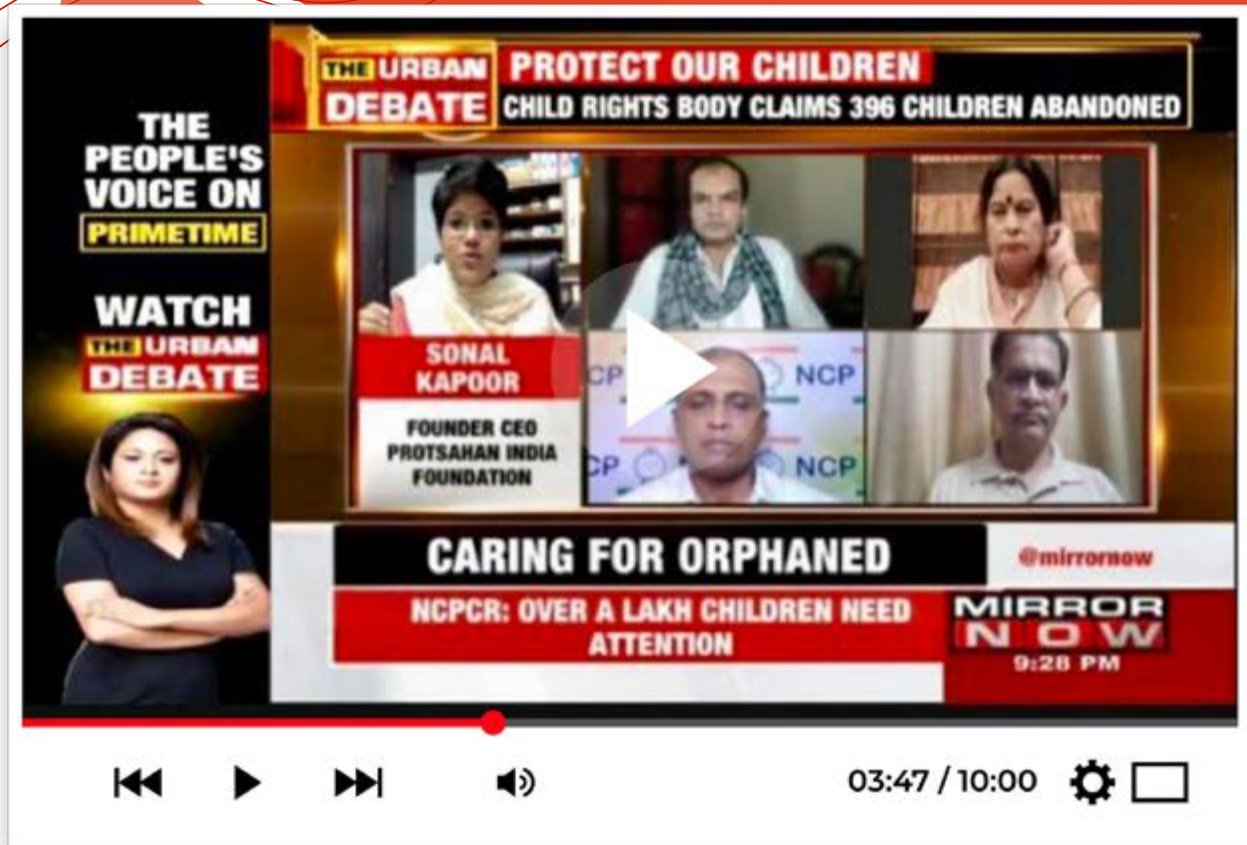 THE URBAN DEBATE
PROTECT OUR CHILDREN
CHILD RIGHTS BODY CLAIMS 396 CHILDREN ABANDONED
THE
PEOPLE'S
VOICE ON
PRIMETIME
WATCH
THE URBAN
DEBATE
SONAL
KAPOOR
FOUNDER CEO
PROTSAHAN INDIA
FOUNDATION
CP
NCP
CP
NCP
CARING FOR ORPHANED
@mirrornow
NCPCR: OVER A LAKH CHILDREN NEED
ATTENTION
MIRROR
NOW
9:28 PM
03:47 / 10:00